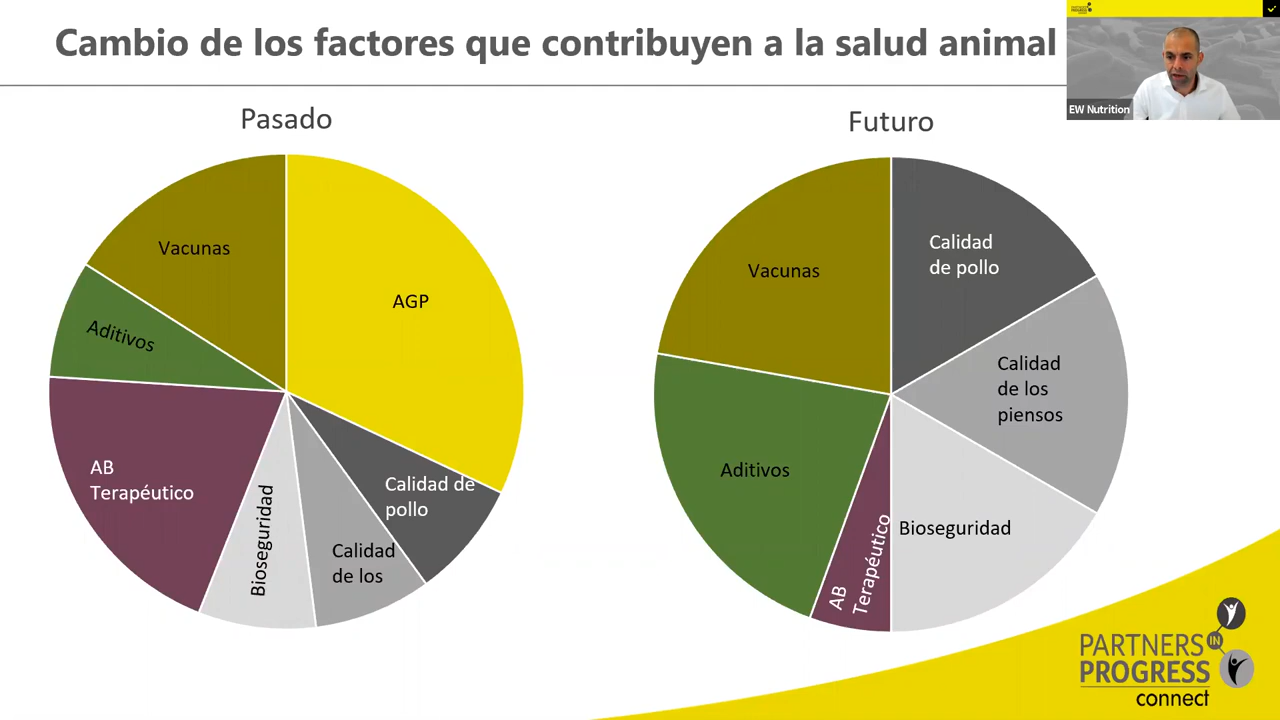 Cambio de los factores que contribuyen a la salud animal
EW Nutrition
Pasado
Vacunas
AGP
Aditivos
AB
Terapéutico
Bioseguridad
Calidad de
pollo
Calidad
de los
Futuro
Vacunas
Calidad
de pollo
Calidad
de los
piensos
Aditivos
AB
Terapéutico
Bioseguridad
PARTNERS IN
PROGRESS
connect